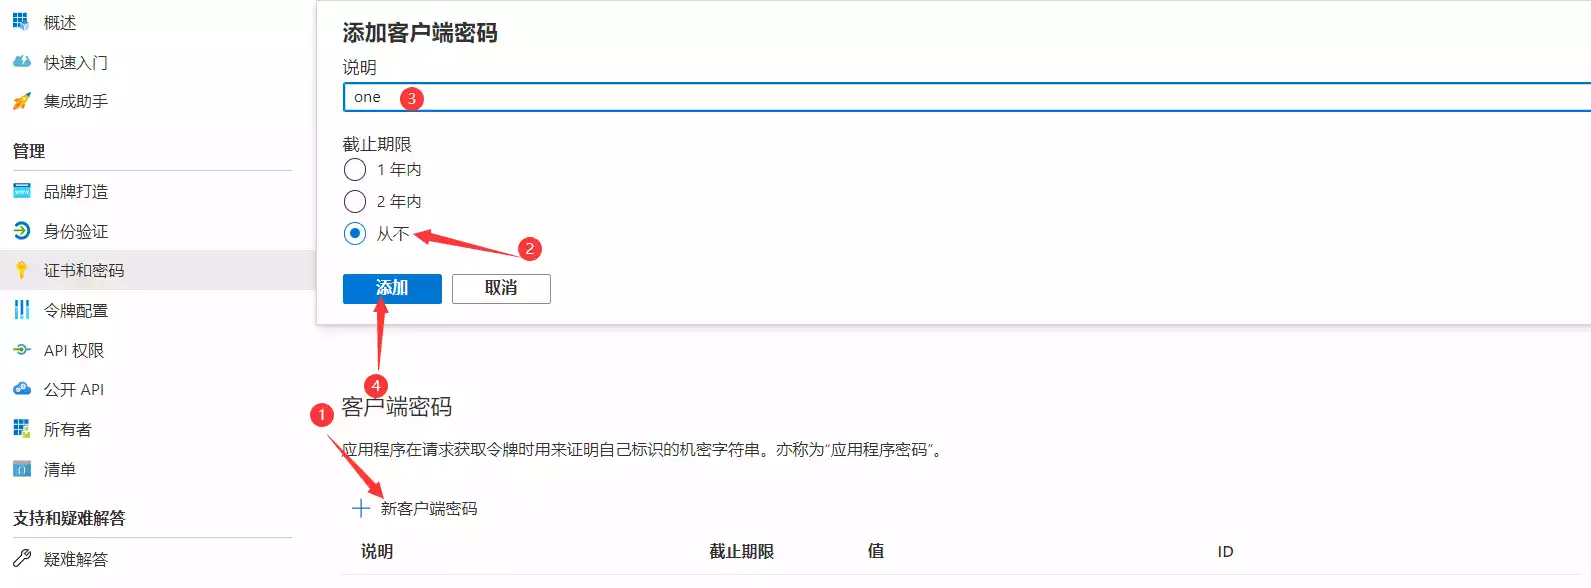 概述
快速入门
集成助手
管理
品牌打造
身份验证
证书和密码
令牌配置
API 权限
公开 API
所有者
清单
支持和疑难解答
疑难解答
添加客户端密码
说明
one 3
截止期限
1 年内
2 年内
从不
2
添加 取消
4
1
客户端密码
应用程序在请求获取令牌时用来证明自己标识的机密字符串。亦称为“应用程序密码”。
新客户端密码
说明 截止期限 值 ID